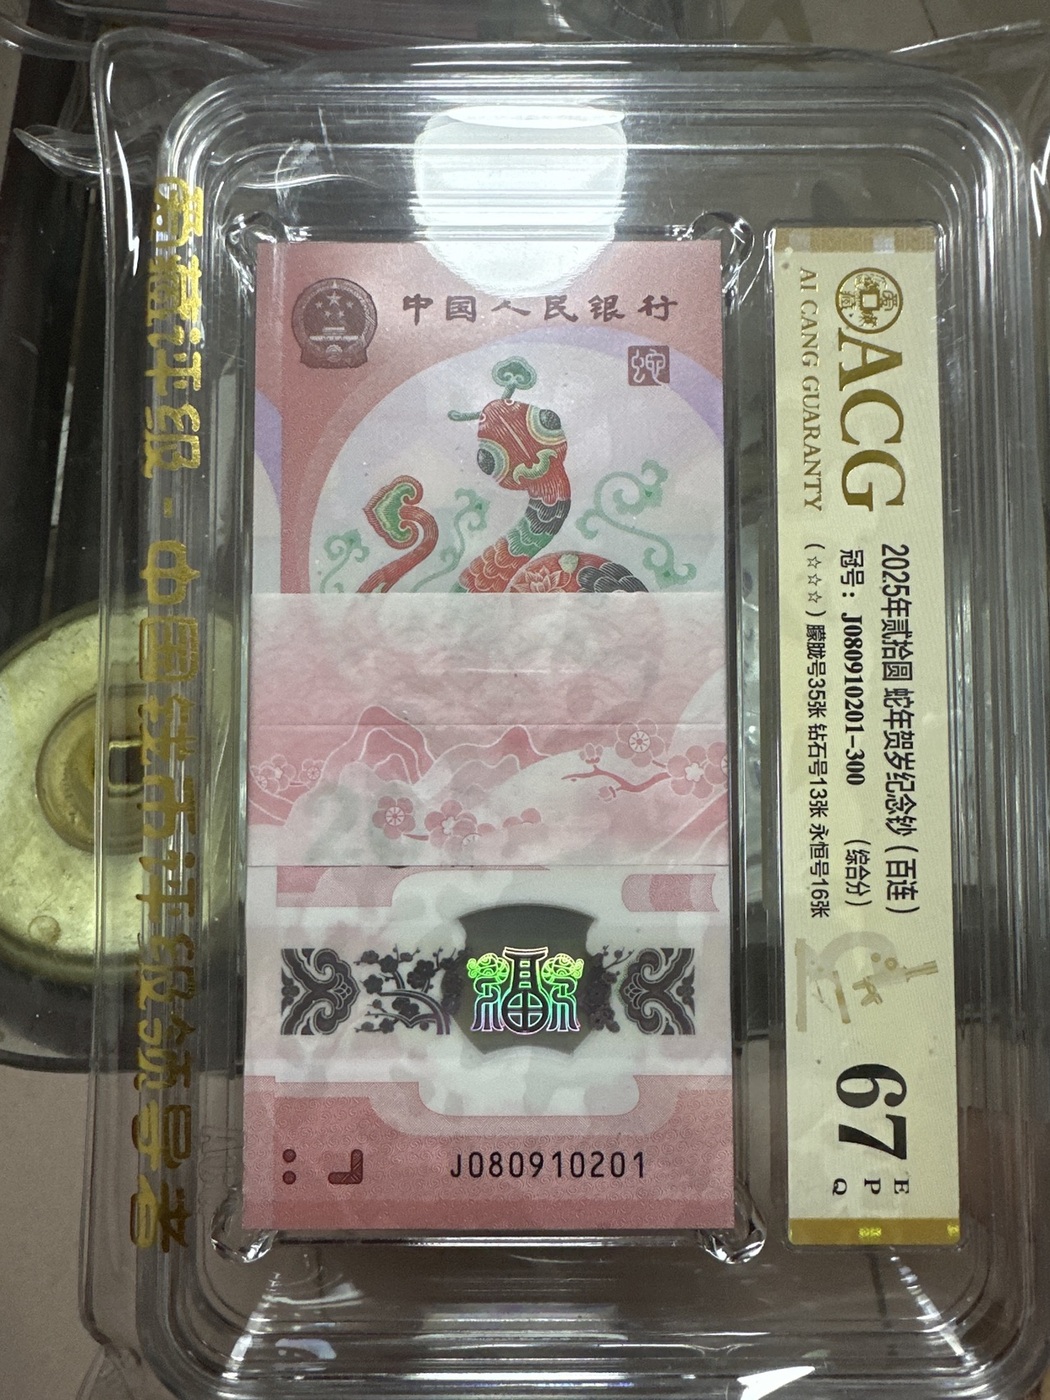 中国人民银行
蛇
J080910201
ACG
AI CANG GUARANTY
2025年贰拾圆 蛇年贺岁纪念钞（百连）
冠号：J080910201-300 （综合分）
（☆☆☆）朦胧号35张 钻石号13张 永恒号16张
67
E
P
Q
爱藏评级-中国钱币评级领导者